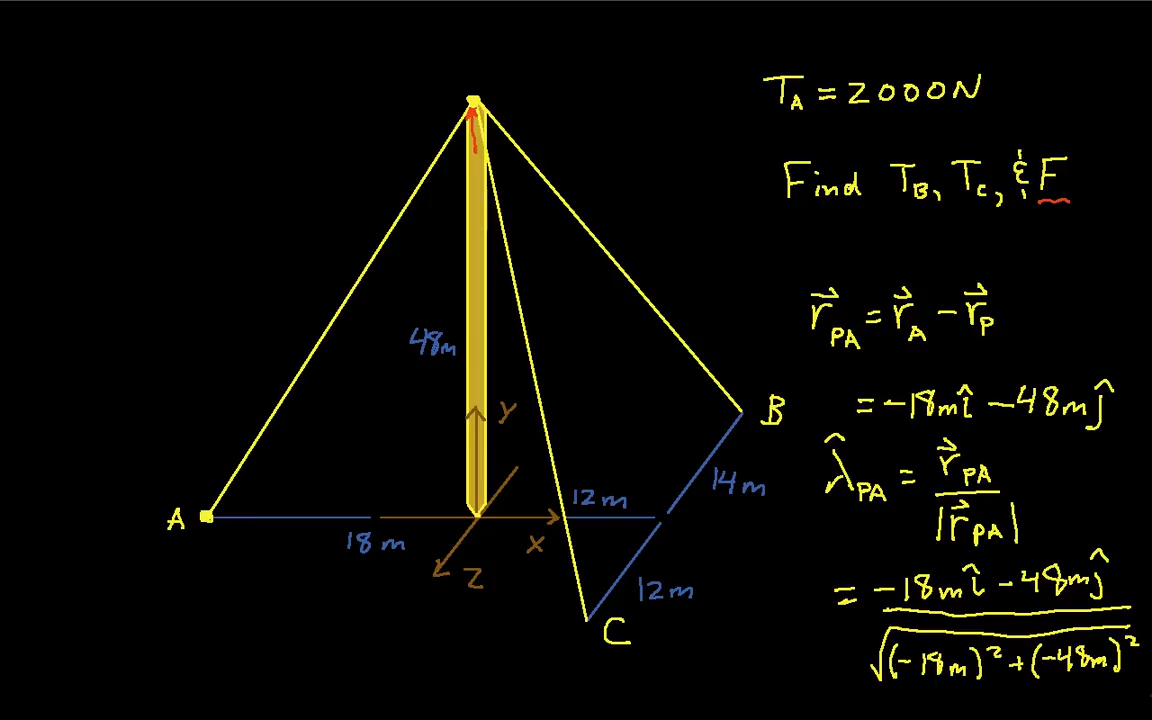 T_A = 2000N
Find T_B, T_C, & F
r⃗_PA = r⃗_A - r⃗_P
= -18m î - 48m ĵ
λ̂_PA = r⃗_PA / |r⃗_PA|
= (-18m î - 48m ĵ) / √((-18m)² + (-48m)²)
48m
y
B
14m
12m
A
18m
x
z
12m
C